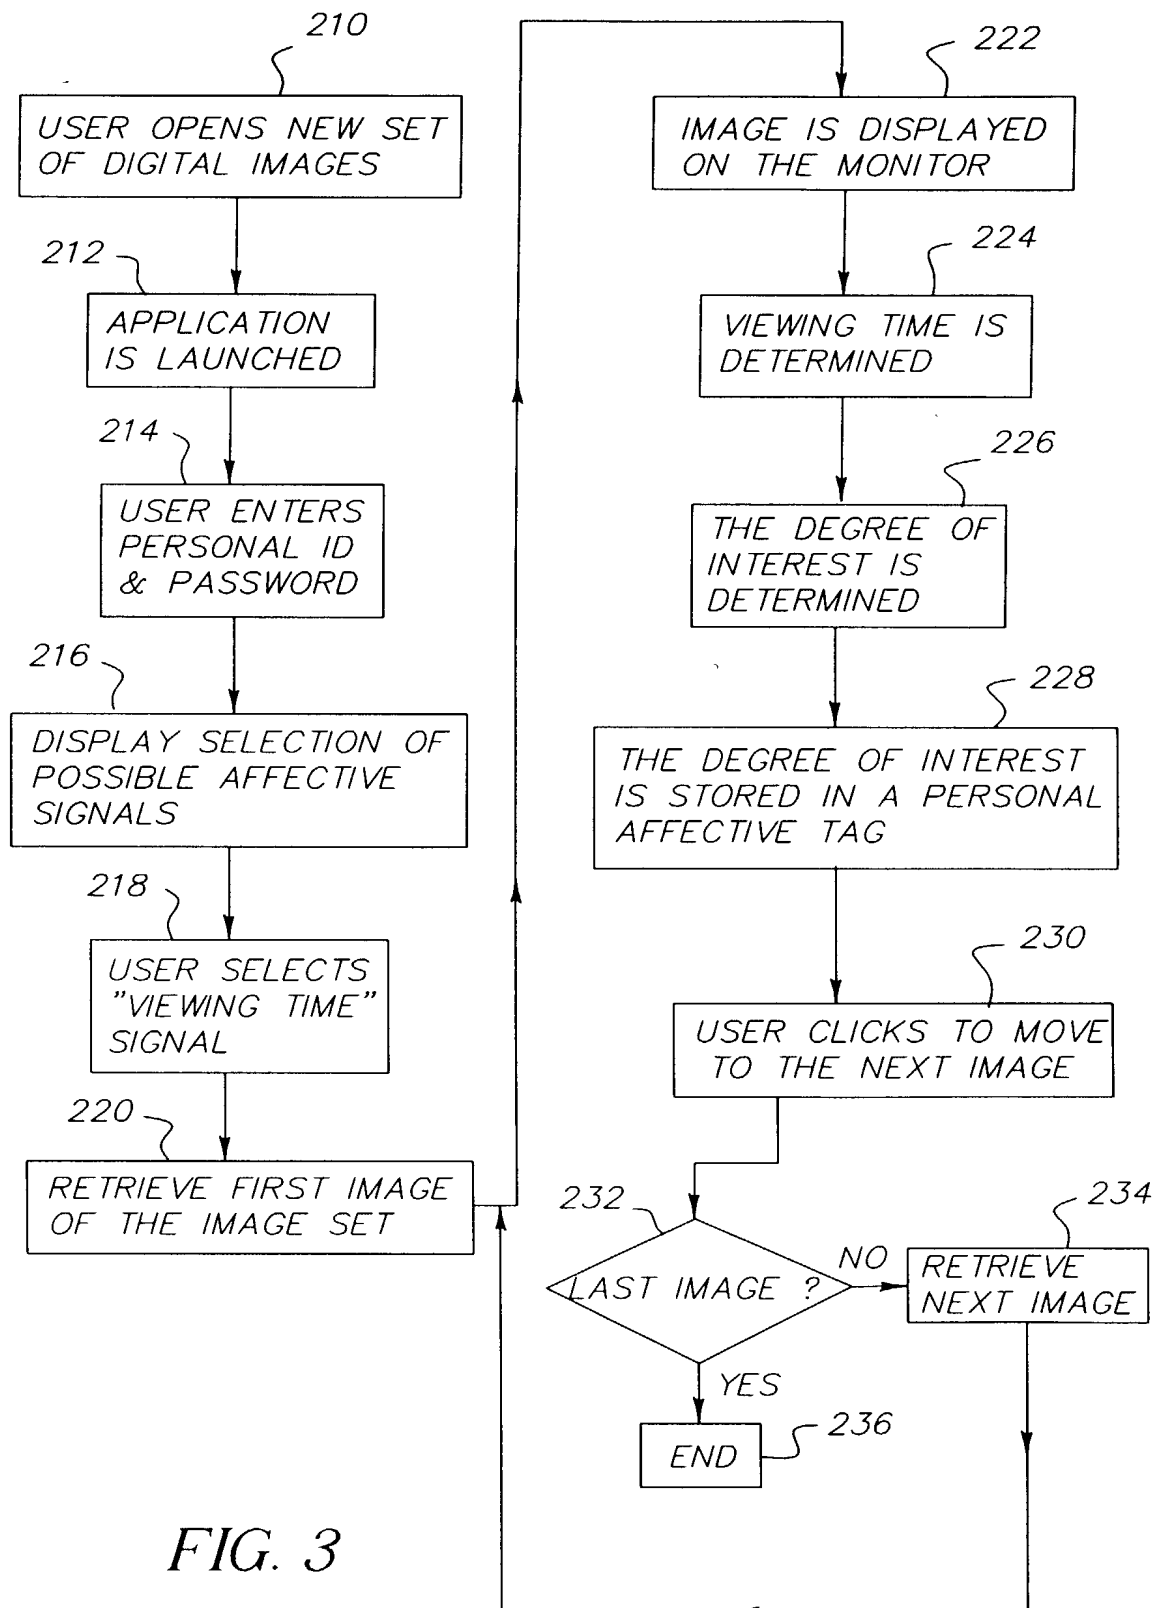 210
USER OPENS NEW SET
OF DIGITAL IMAGES
212
APPLICATION
IS LAUNCHED
214
USER ENTERS
PERSONAL ID
& PASSWORD
216
DISPLAY SELECTION OF
POSSIBLE AFFECTIVE
SIGNALS
218
USER SELECTS
"VIEWING TIME"
SIGNAL
220
RETRIEVE FIRST IMAGE
OF THE IMAGE SET
222
IMAGE IS DISPLAYED
ON THE MONITOR
224
VIEWING TIME IS
DETERMINED
226
THE DEGREE OF
INTEREST IS
DETERMINED
228
THE DEGREE OF INTEREST
IS STORED IN A PERSONAL
AFFECTIVE TAG
230
USER CLICKS TO MOVE
TO THE NEXT IMAGE
232
LAST IMAGE ?
NO
234
RETRIEVE
NEXT IMAGE
YES
236
END
FIG. 3